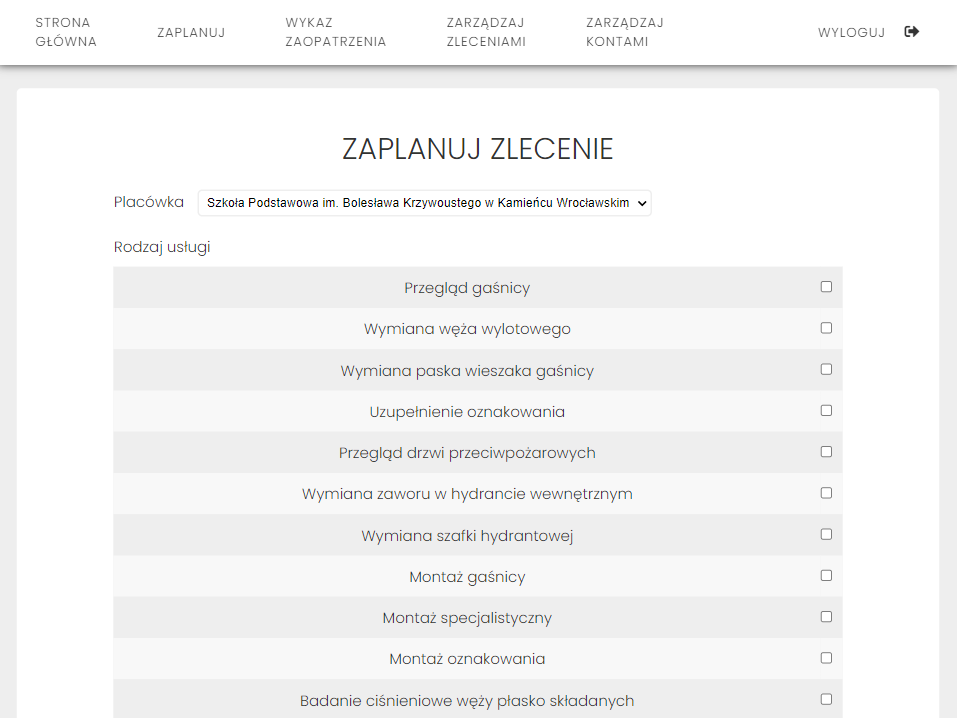 STRONA GŁÓWNA
ZAPLANUJ
WYKAZ ZAOPATRZENIA
ZARZĄDZAJ ZLECENIAMI
ZARZĄDZAJ KONTAMI
WYLOGUJ
ZAPLANUJ ZLECENIE
Placówka Szkoła Podstawowa im. Bolesława Krzywoustego w Kamieńcu Wrocławskim
Rodzaj usługi
Przegląd gaśnicy
Wymiana węża wylotowego
Wymiana paska wieszaka gaśnicy
Uzupełnienie oznakowania
Przegląd drzwi przeciwpożarowych
Wymiana zaworu w hydrancie wewnętrznym
Wymiana szafki hydrantowej
Montaż gaśnicy
Montaż specjalistyczny
Montaż oznakowania
Badanie ciśnieniowe węży płasko składanych